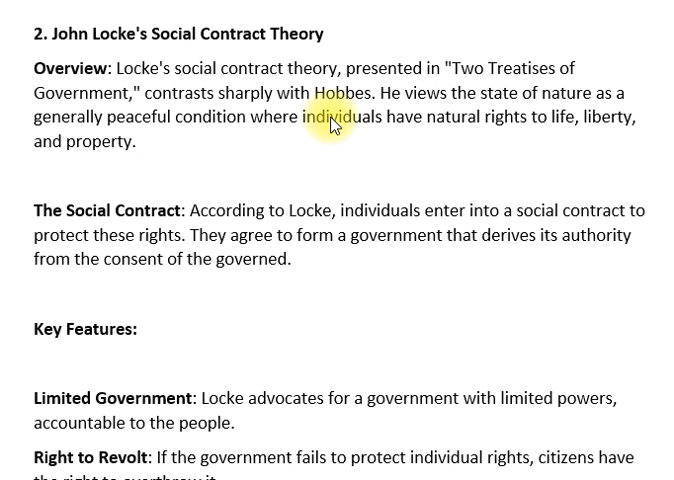 2. John Locke's Social Contract Theory
Overview: Locke's social contract theory, presented in "Two Treatises of
Government," contrasts sharply with Hobbes. He views the state of nature as a
generally peaceful condition where individuals have natural rights to life, liberty,
and property.
The Social Contract: According to Locke, individuals enter into a social contract to
protect these rights. They agree to form a government that derives its authority
from the consent of the governed.
Key Features:
Limited Government: Locke advocates for a government with limited powers,
accountable to the people.
Right to Revolt: If the government fails to protect individual rights, citizens have
the right to overthrow it.